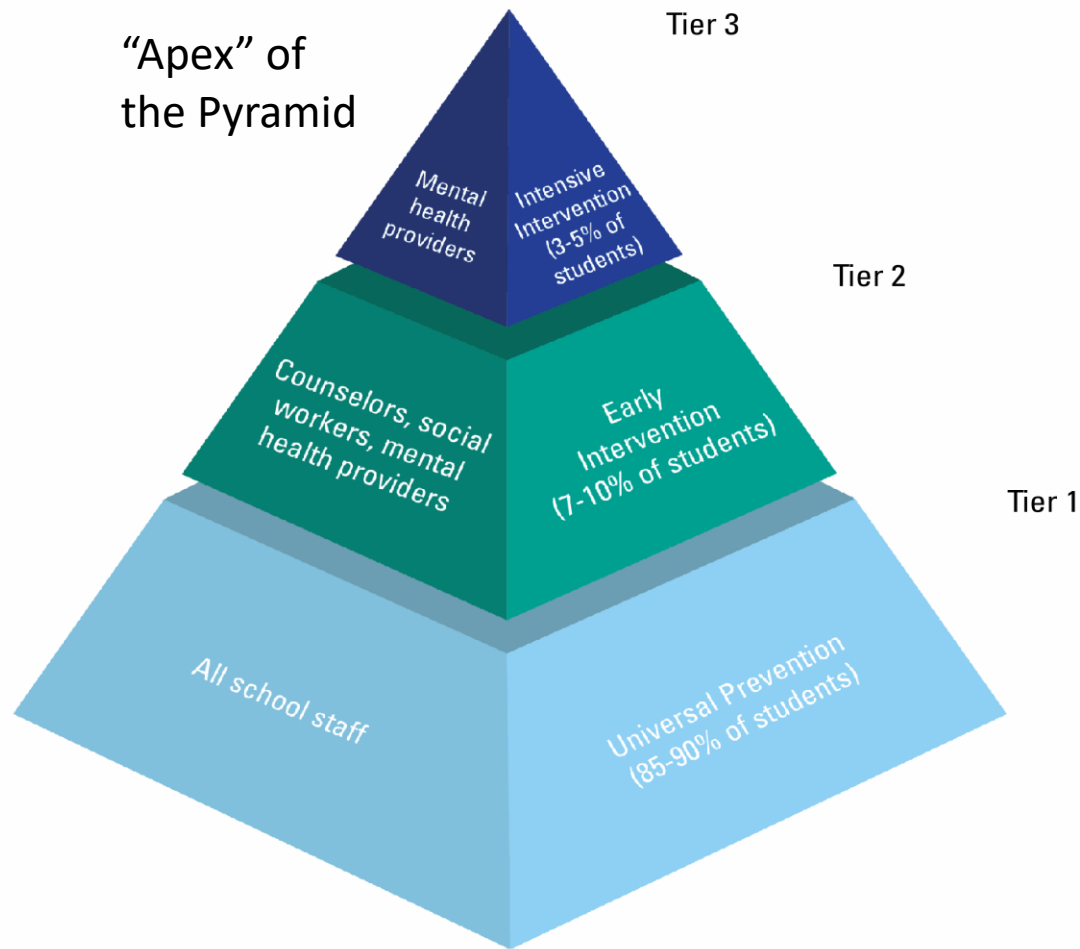 “Apex” of
the Pyramid
Tier 3
Mental
health
providers
Intensive
Intervention
(3-5% of
students)
Tier 2
Counselors, social
workers, mental
health providers
Early
Intervention
(7-10% of students)
Tier 1
All school staff
Universal Prevention
(85-90% of students)